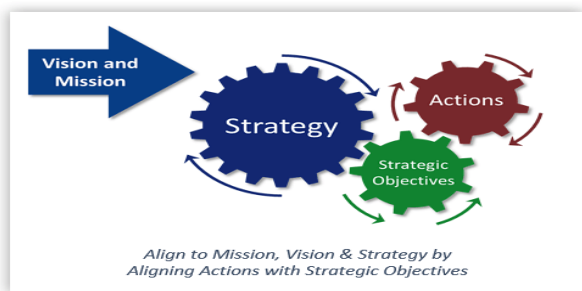 Vision and
Mission
Strategy
Actions
Strategic
Objectives
Align to Mission, Vision & Strategy by
Aligning Actions with Strategic Objectives